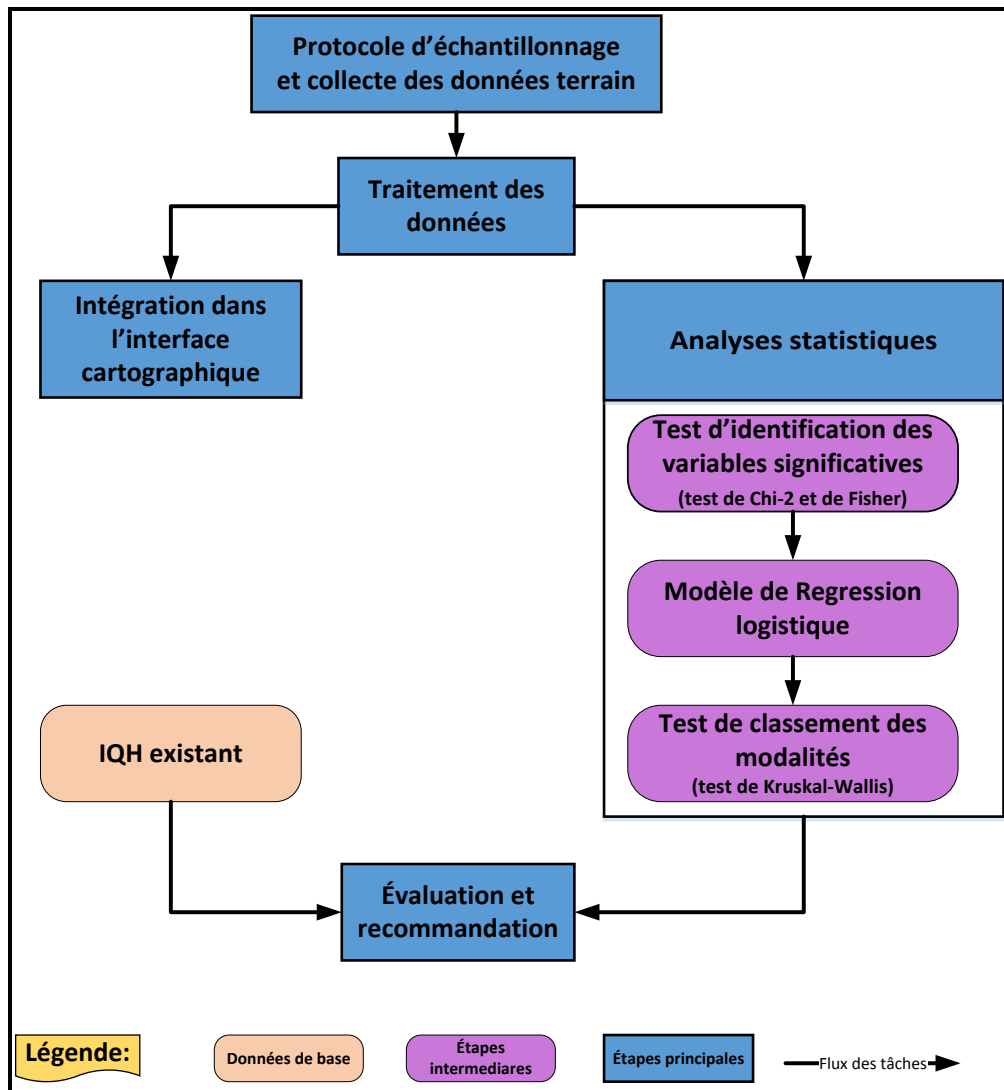 Protocole d'échantillonnage
et collecte des données terrain
Traitement des
données
Intégration dans
l'interface
cartographique
Analyses statistiques
Test d'identification des
variables significatives
(test de Chi-2 et de Fisher)
Modèle de Regression
logistique
Test de classement des
modalités
(test de Kruskal-Wallis)
IQH existant
Évaluation et
recommandation
Légende:
Données de base
Étapes
intermediares
Étapes principales
Flux des tâches